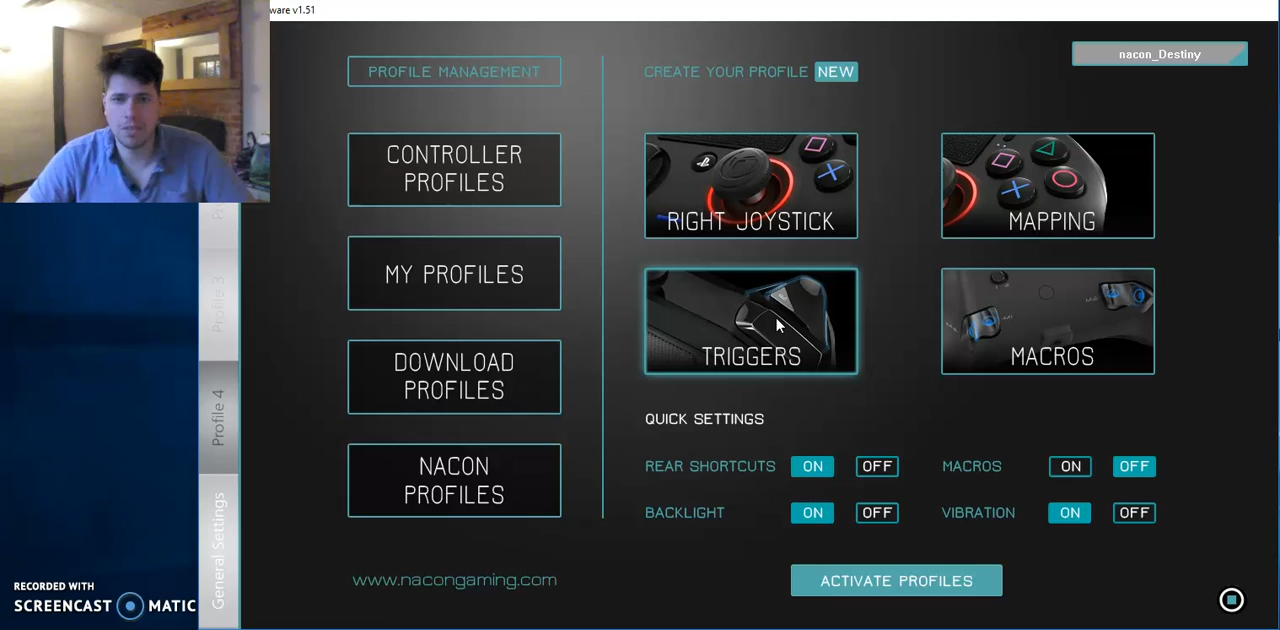 ware v1.51
nacon_Destiny
PROFILE MANAGEMENT
CREATE YOUR PROFILE NEW
CONTROLLER
PROFILES
MY PROFILES
DOWNLOAD
PROFILES
NACON
PROFILES
RIGHT JOYSTICK
MAPPING
TRIGGERS
MACROS
QUICK SETTINGS
REAR SHORTCUTS ON OFF
MACROS ON OFF
BACKLIGHT ON OFF
VIBRATION ON OFF
www.nacongaming.com
ACTIVATE PROFILES
Profile 3
Profile 4
General Settings
RECORDED WITH
SCREENCAST MATIC